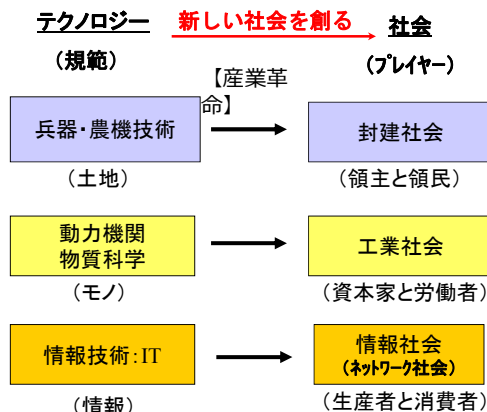 テクノロジー 新しい社会を創る 社会
(規範) (プレイヤー)
【産業革
命】
兵器・農機技術 封建社会
(土地) (領主と領民)
動力機関
物質科学
工業社会
(モノ) (資本家と労働者)
情報技術:IT
情報社会
(ネットワーク社会)
(情報) (生産者と消費者)